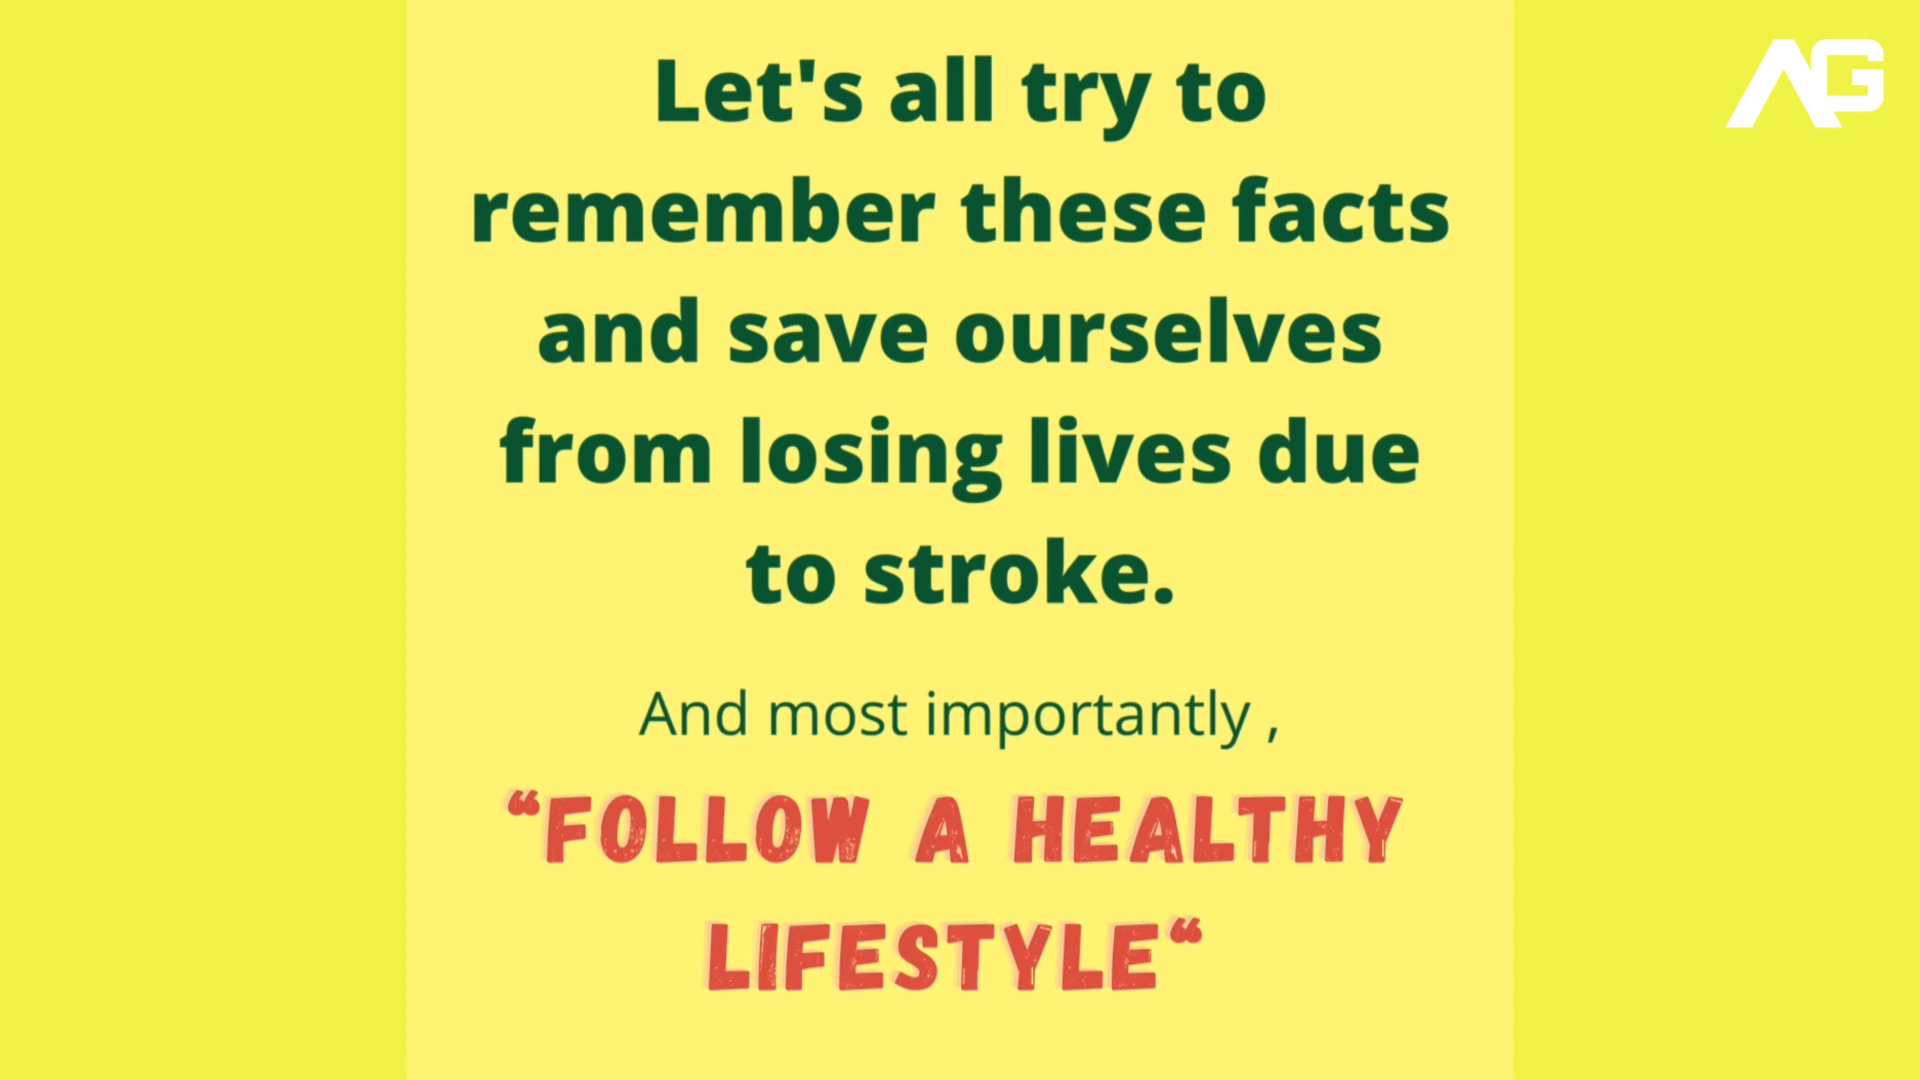 AG
Let's all try to
remember these facts
and save ourselves
from losing lives due
to stroke.
And most importantly ,
“FOLLOW A HEALTHY
LIFESTYLE“